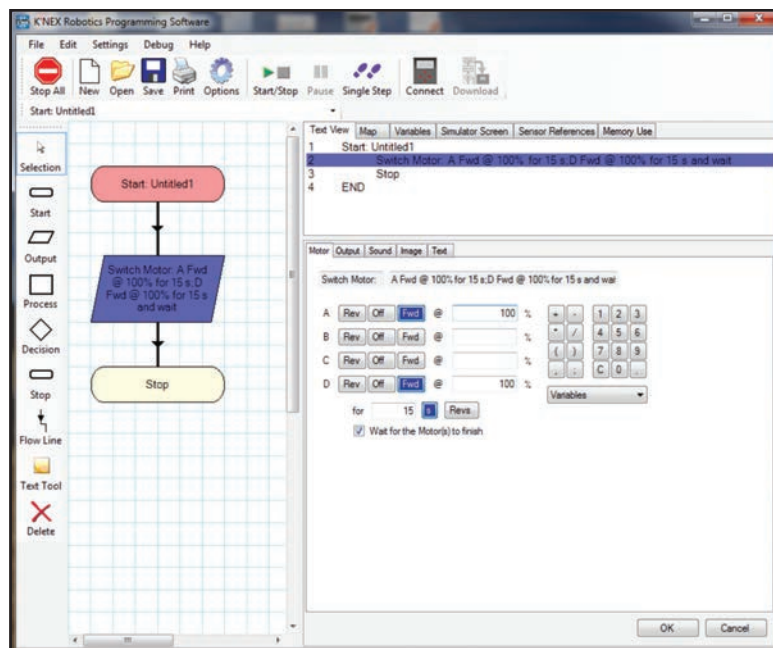 K'NEX Robotics Programming Software
File Edit Settings Debug Help
Stop All New Open Save Print Options Start/Stop Pause Single Step Connect Download
Start: Untitled1
Selection
Start
Output
Process
Decision
Stop
Flow Line
Text Tool
Delete
Start: Untitled1
Switch Motor: A Fwd
@ 100% for 15 s;D
Fwd @ 100% for 15 s
and wait
Stop
Text View Map Variables Simulator Screen Sensor References Memory Use
1 Start: Untitled1
2 Switch Motor: A Fwd @ 100% for 15 s;D Fwd @ 100% for 15 s and wait
3 Stop
4 END
Motor Output Sound Image Text
Switch Motor: A Fwd @ 100% for 15 s;D Fwd @ 100% for 15 s and wai
A Rev Off Fwd @ 100 %
B Rev Off Fwd @ %
C Rev Off Fwd @ %
D Rev Off Fwd @ 100 %
for 15 s Revs
Wait for the Motor(s) to finish
+ - 1 2 3
* / 4 5 6
( ) 7 8 9
, ; C 0 .
Variables
OK Cancel